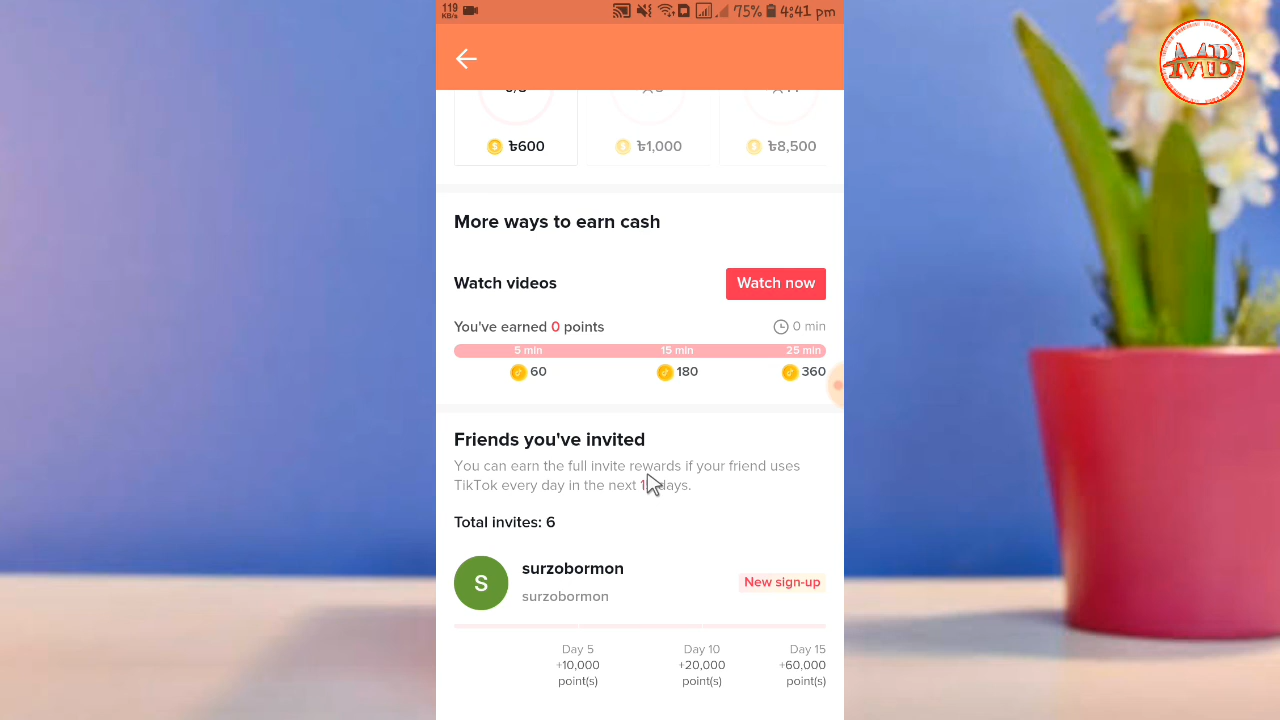 119
KB/s
75%
4:41 pm
৳600
৳1,000
৳8,500
MB
More ways to earn cash
Watch videos
Watch now
You've earned 0 points
0 min
5 min
15 min
25 min
60
180
360
Friends you've invited
You can earn the full invite rewards if your friend uses
TikTok every day in the next days.
Total invites: 6
S
surzobormon
surzobormon
New sign-up
Day 5
+10,000
point(s)
Day 10
+20,000
point(s)
Day 15
+60,000
point(s)